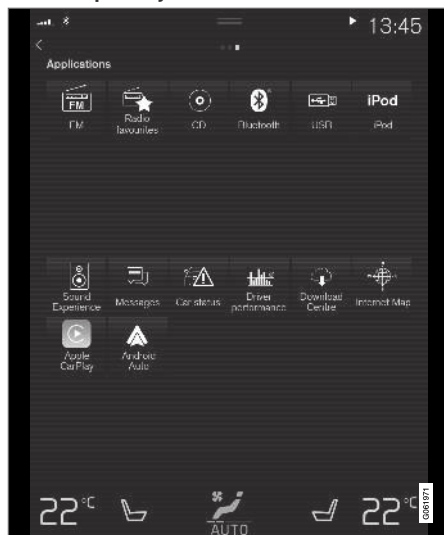 13:45
Applications
FM
FM
Radio
favourites
CD
Bluetooth
USB
iPod
iPod
Sound
Experience
Messages
Car status
Driver
performance
Download
Centre
Internet Map
Apple
CarPlay
Android
Auto
22°C
AUTO
22°C
G061971